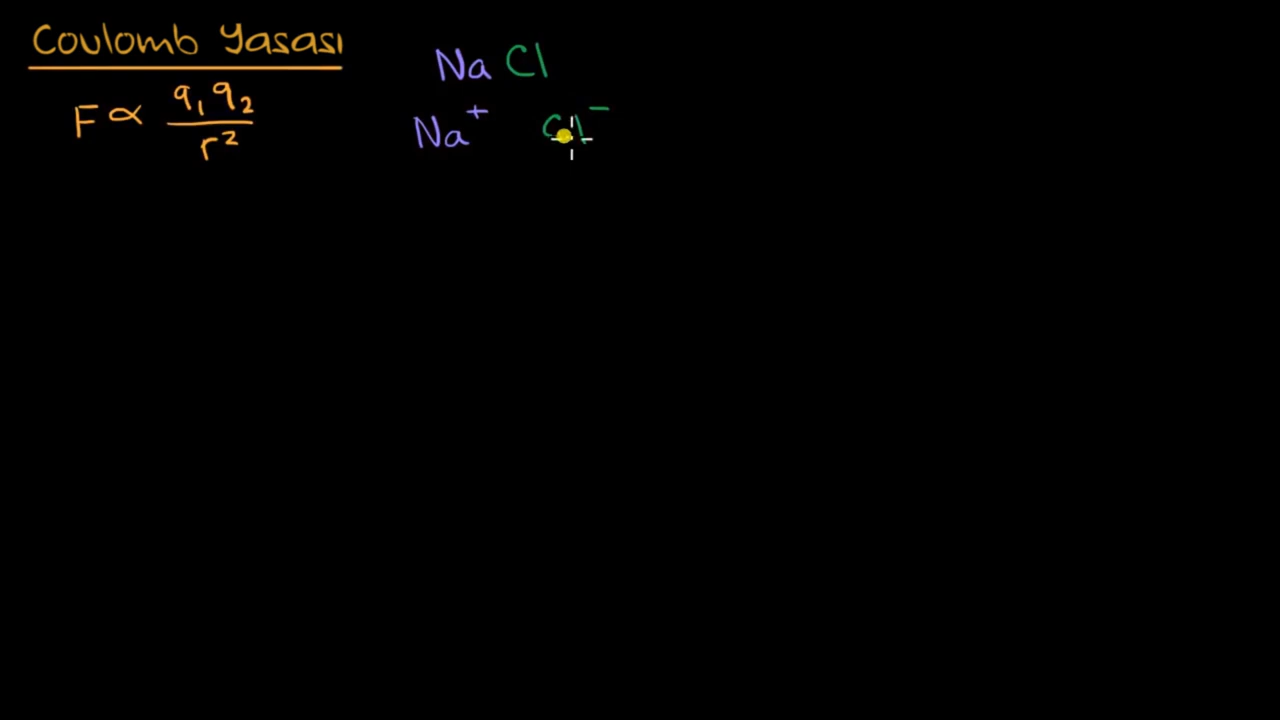 Coulomb Yasası
F ∝ q₁q₂ / r²
NaCl
Na⁺ Cl⁻